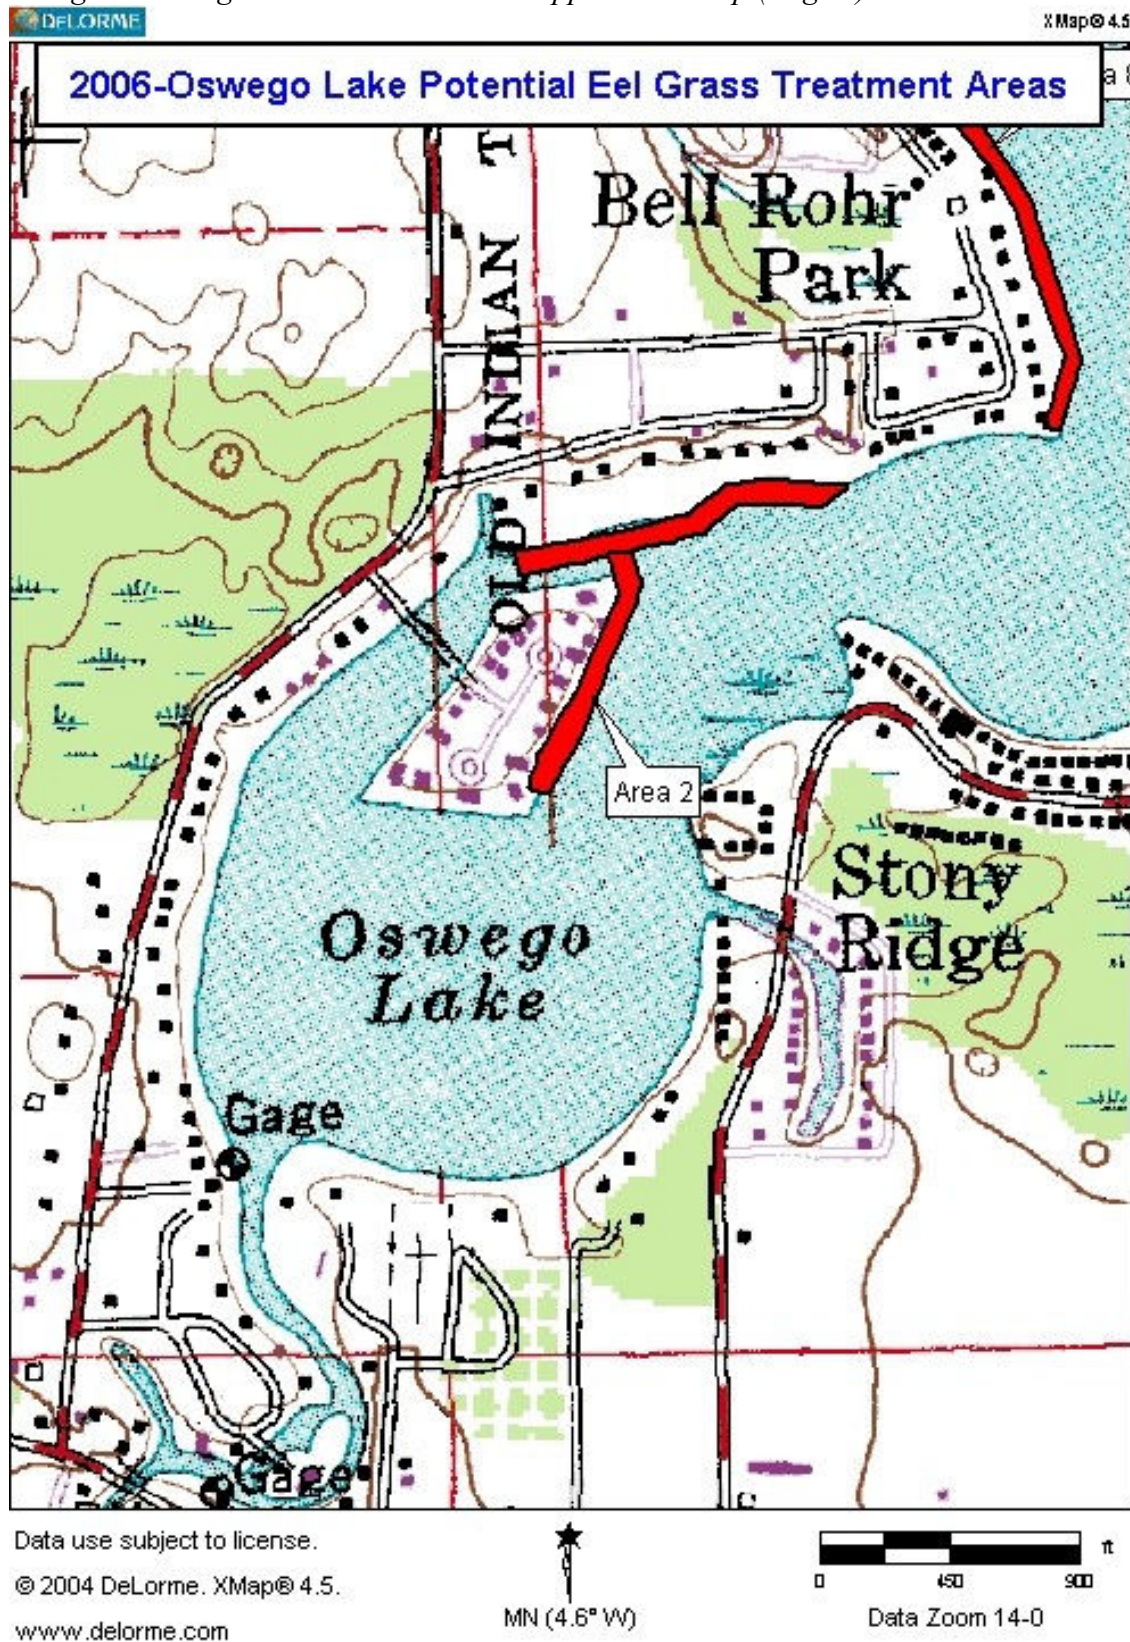 DeLORME
XMap® 4.5
2006-Oswego Lake Potential Eel Grass Treatment Areas
Bell Rohr
Park
OLD INDIAN T
Area 2
Stony
Ridge
Oswego
Lake
Gage
Gage
Data use subject to license.
© 2004 DeLorme. XMap® 4.5.
www.delorme.com
MN (4.6° W)
ft
0 450 900
Data Zoom 14-0